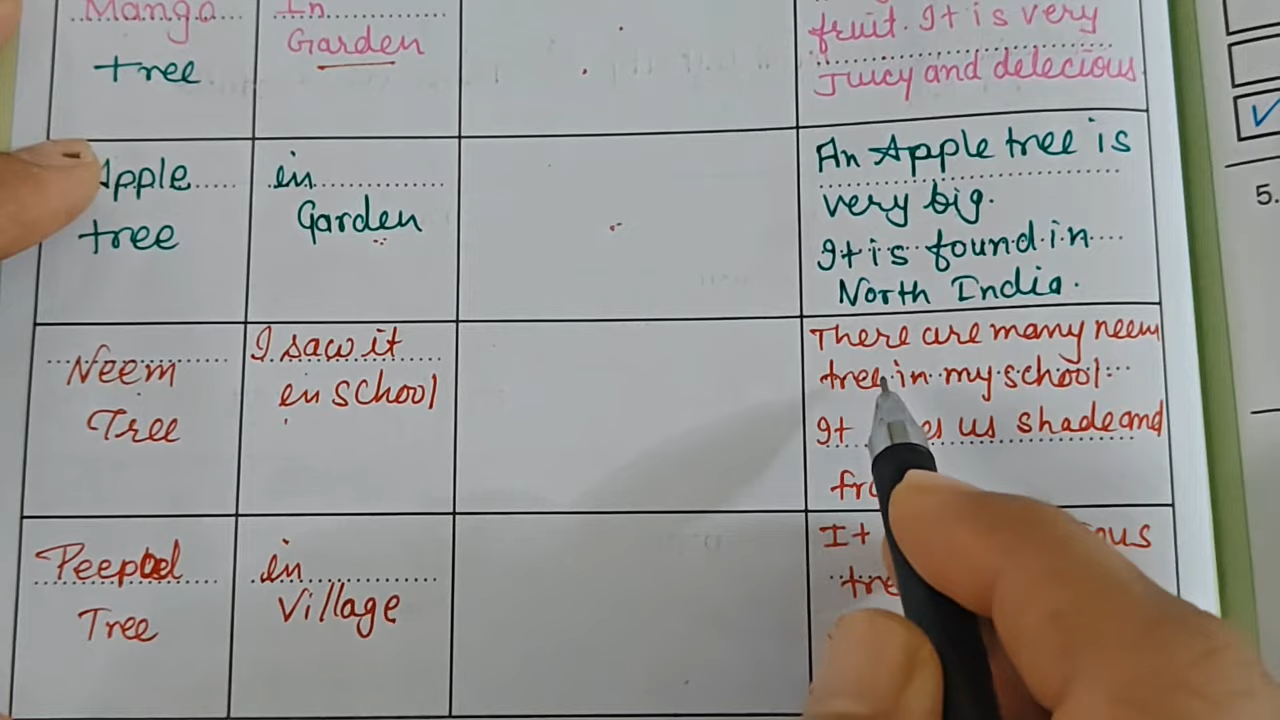 Mango
tree
In
Garden
fruit. It is very
Juicy and delecious
Apple
tree
in
Garden
An Apple tree is
very big.
It is found in
North India.
Neem
Tree
I saw it
in school
There are many neem
tree in my school
It us shade and
Peepal
Tree
in
Village
It
5.